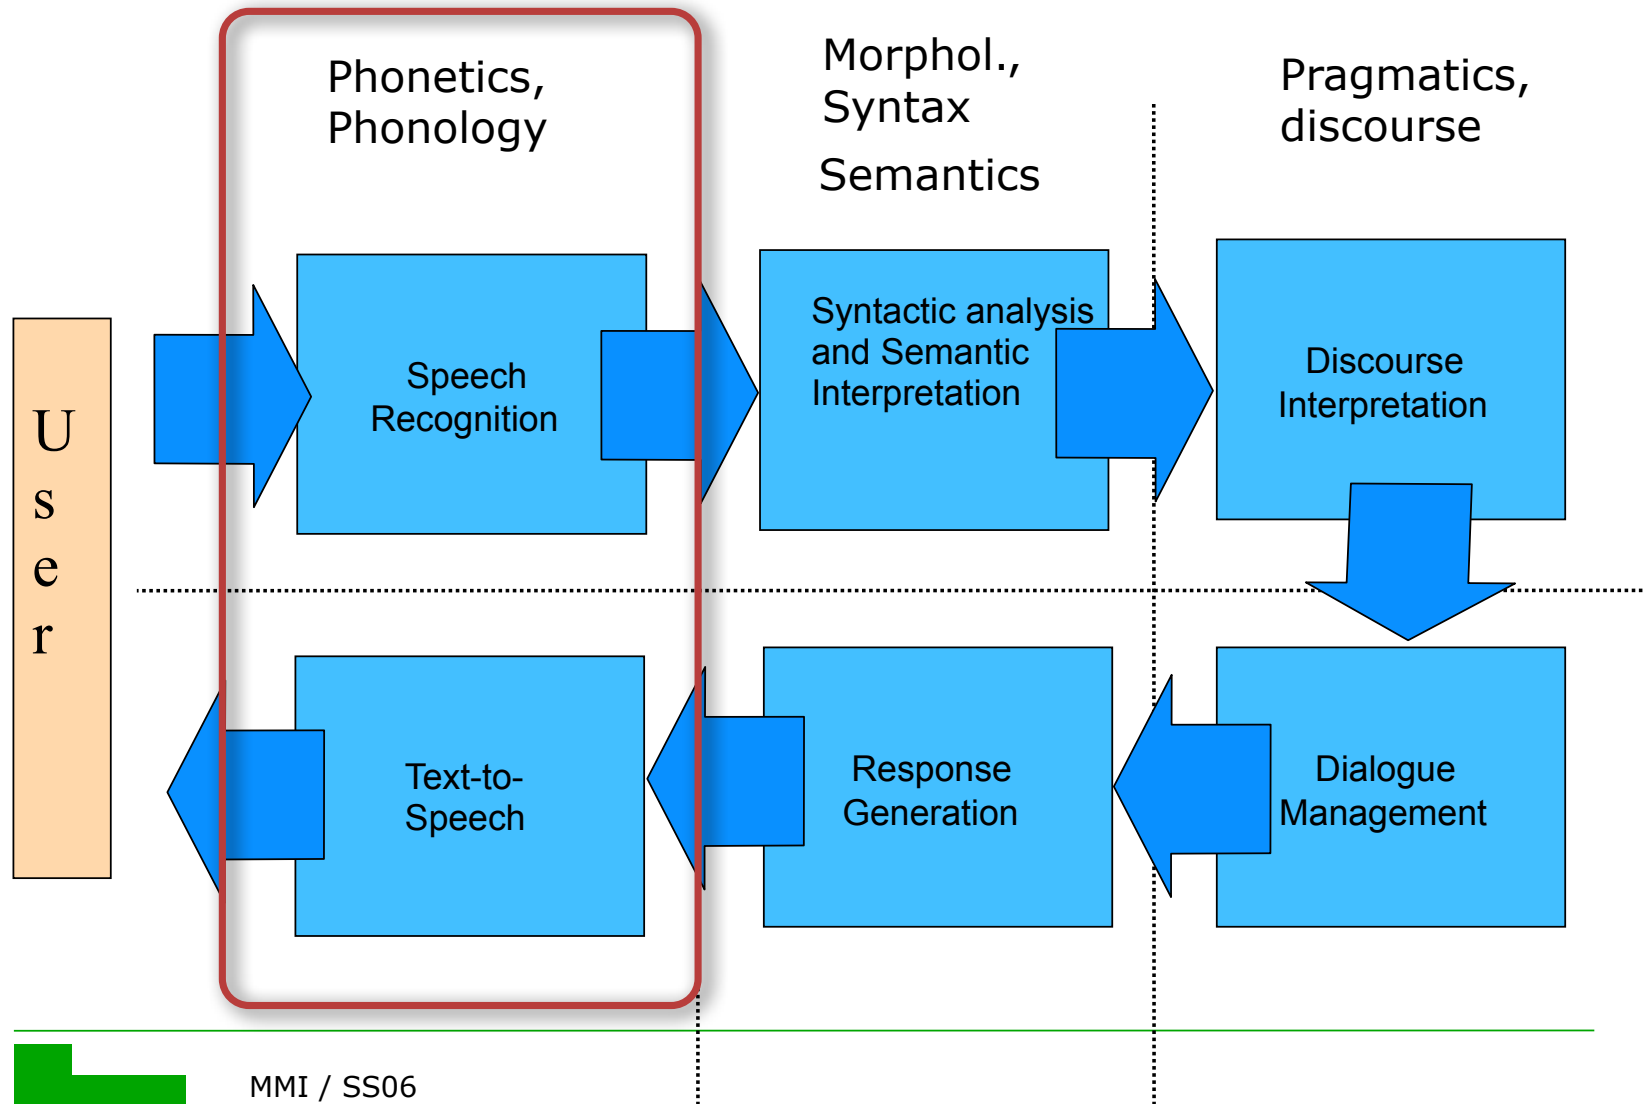 Phonetics,
Phonology
Morphol.,
Syntax
Semantics
Pragmatics,
discourse
User
Speech
Recognition
Syntactic analysis
and Semantic
Interpretation
Discourse
Interpretation
Text-to-
Speech
Response
Generation
Dialogue
Management
MMI / SS06